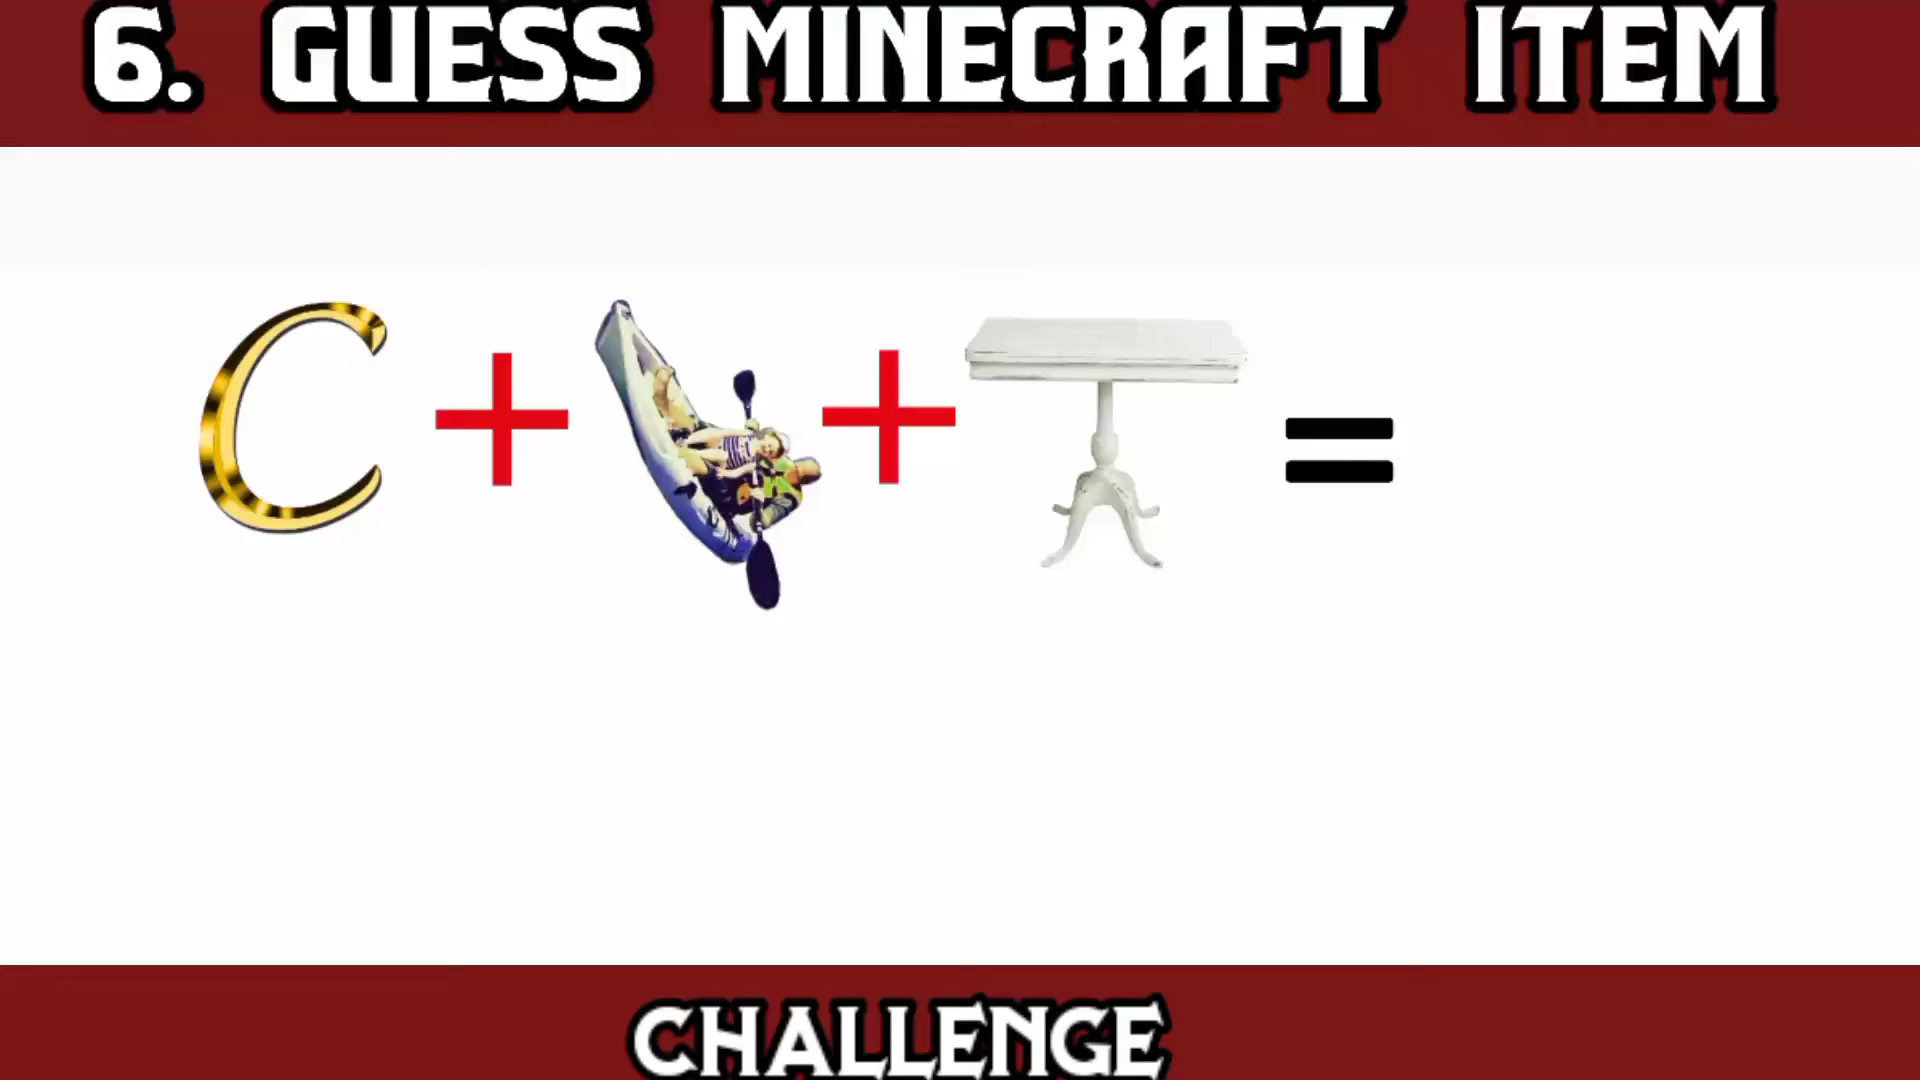 6. GUESS MINECRAFT ITEM
C + + =
CHALLENGE